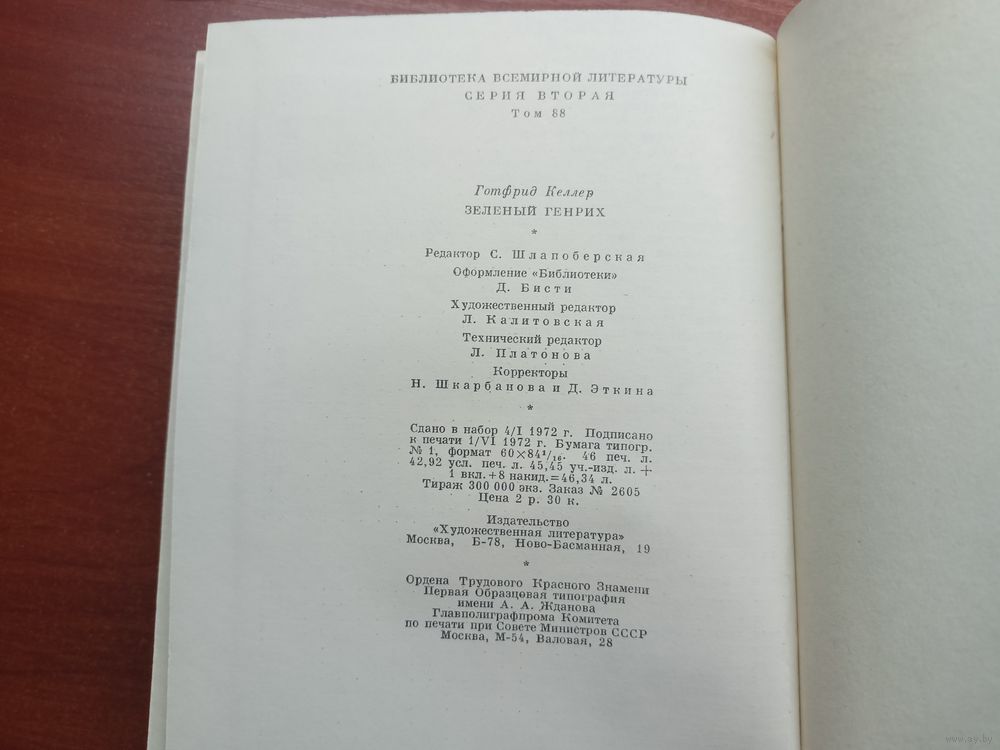 БИБЛИОТЕКА ВСЕМИРНОЙ ЛИТЕРАТУРЫ
СЕРИЯ ВТОРАЯ
Том 88
Готфрид Келлер
ЗЕЛЕНЫЙ ГЕНРИХ
*
Редактор С. Шлапоберская
Оформление «Библиотеки»
Д. Бисти
Художественный редактор
Л. Калитовская
Технический редактор
Л. Платонова
Корректоры
Н. Шкарбанова и Д. Эткина
*
Сдано в набор 4/I 1972 г. Подписано
к печати 1/VI 1972 г. Бумага типогр.
№ 1, формат 60×84¹/₁₆. 46 печ. л.
42,92 усл. печ. л. 45,45 уч.-изд. л. +
1 вкл.+8 накид.=46,34 л.
Тираж 300 000 экз. Заказ № 2605
Цена 2 р. 30 к.
Издательство
«Художественная литература»
Москва, Б-78, Ново-Басманная, 19
*
Ордена Трудового Красного Знамени
Первая Образцовая типография
имени А. А. Жданова
Главполиграфпрома Комитета
по печати при Совете Министров СССР
Москва, М-54, Валовая, 28
www.ay.by